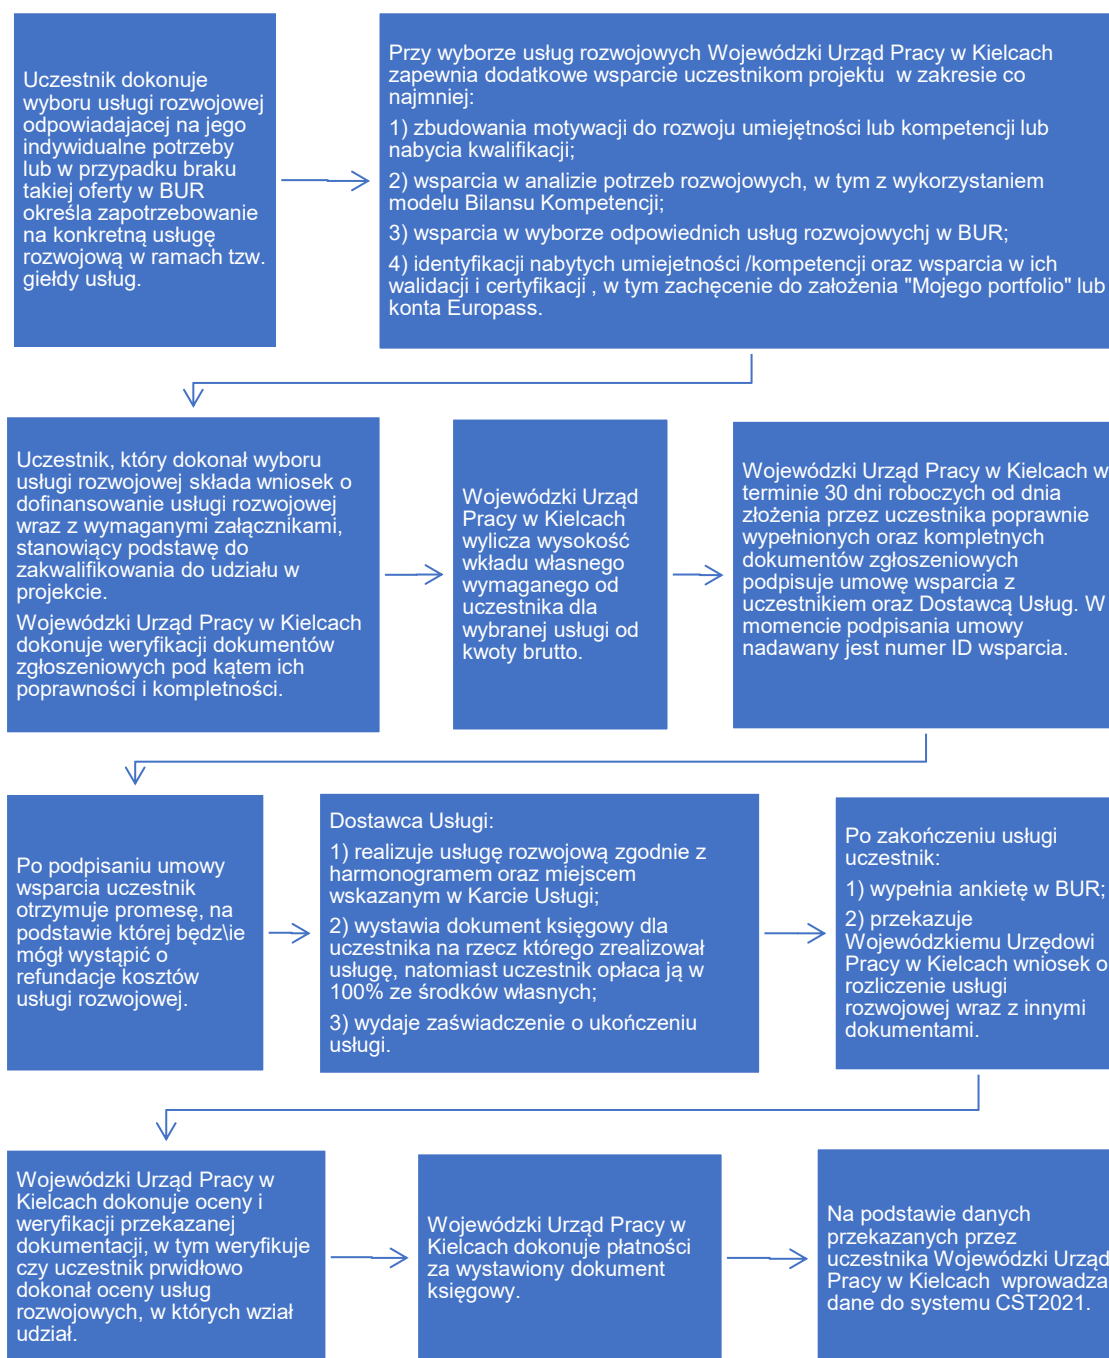 Uczestnik dokonuje
wyboru usługi rozwojowej
odpowiadajacej na jego
indywidualne potrzeby
lub w przypadku braku
takiej oferty w BUR
określa zapotrzebowanie
na konkretną usługę
rozwojową w ramach tzw.
giełdy usług.
Przy wyborze usług rozwojowych Wojewódzki Urząd Pracy w Kielcach
zapewnia dodatkowe wsparcie uczestnikom projektu w zakresie co
najmniej:
1) zbudowania motywacji do rozwoju umiejętności lub kompetencji lub
nabycia kwalifikacji;
2) wsparcia w analizie potrzeb rozwojowych, w tym z wykorzystaniem
modelu Bilansu Kompetencji;
3) wsparcia w wyborze odpowiednich usług rozwojowychj w BUR;
4) identyfikacji nabytych umiejetności /kompetencji oraz wsparcia w ich
walidacji i certyfikacji , w tym zachęcenie do założenia "Mojego portfolio" lub
konta Europass.
Uczestnik, który dokonał wyboru
usługi rozwojowej składa wniosek o
dofinansowanie usługi rozwojowej
wraz z wymaganymi załącznikami,
stanowiący podstawę do
zakwalifikowania do udziału w
projekcie.
Wojewódzki Urząd Pracy w Kielcach
dokonuje weryfikacji dokumentów
zgłoszeniowych pod kątem ich
poprawności i kompletności.
Wojewódzki Urząd
Pracy w Kielcach
wylicza wysokość
wkładu własnego
wymaganego od
uczestnika dla
wybranej usługi od
kwoty brutto.
Wojewódzki Urząd Pracy w Kielcach w
terminie 30 dni roboczych od dnia
złożenia przez uczestnika poprawnie
wypełnionych oraz kompletnych
dokumentów zgłoszeniowych
podpisuje umowę wsparcia z
uczestnikiem oraz Dostawcą Usług. W
momencie podpisania umowy
nadawany jest numer ID wsparcia.
Po podpisaniu umowy
wsparcia uczestnik
otrzymuje promesę, na
podstawie której będz\ie
mógł wystąpić o
refundacje kosztów
usługi rozwojowej.
Dostawca Usługi:
1) realizuje usługę rozwojową zgodnie z
harmonogramem oraz miejscem
wskazanym w Karcie Usługi;
2) wystawia dokument księgowy dla
uczestnika na rzecz którego zrealizował
usługę, natomiast uczestnik opłaca ją w
100% ze środków własnych;
3) wydaje zaświadczenie o ukończeniu
usługi.
Po zakończeniu usługi
uczestnik:
1) wypełnia ankietę w BUR;
2) przekazuje
Wojewódzkiemu Urzędowi
Pracy w Kielcach wniosek o
rozliczenie usługi
rozwojowej wraz z innymi
dokumentami.
Wojewódzki Urząd Pracy w
Kielcach dokonuje oceny i
weryfikacji przekazanej
dokumentacji, w tym weryfikuje
czy uczestnik prwidłowo
dokonał oceny usług
rozwojowych, w których wział
udział.
Wojewódzki Urząd Pracy w
Kielcach dokonuje płatności
za wystawiony dokument
księgowy.
Na podstawie danych
przekazanych przez
uczestnika Wojewódzki Urząd
Pracy w Kielcach wprowadza
dane do systemu CST2021.